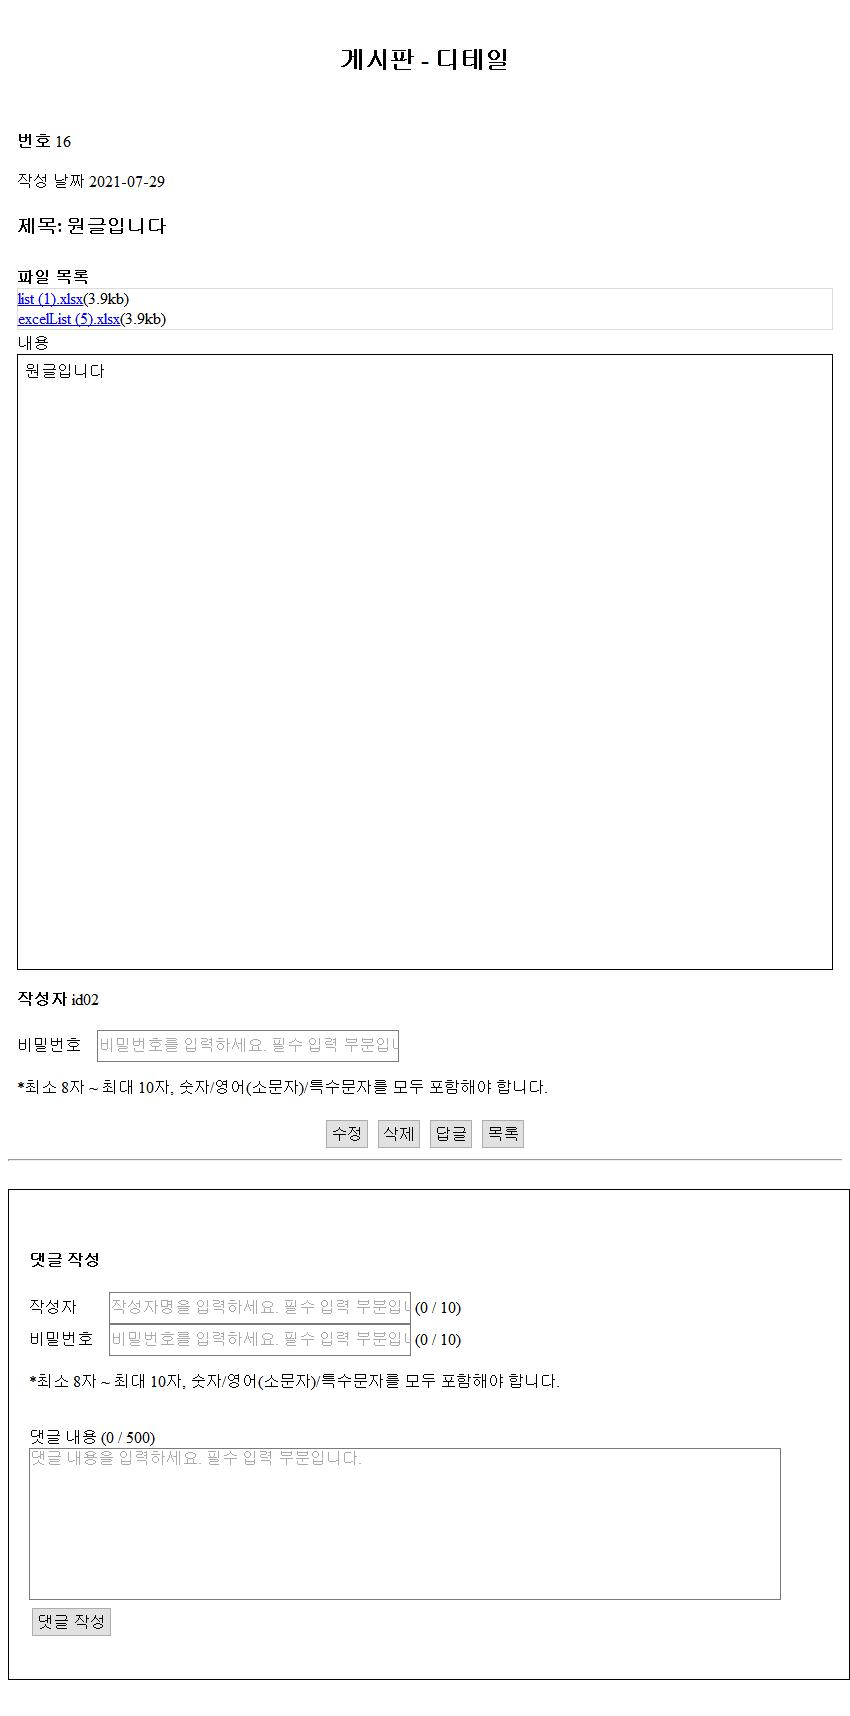 게시판 - 디테일
번호 16
작성 날짜 2021-07-29
제목: 원글입니다
파일 목록
list (1).xlsx(3.9kb)
excelList (5).xlsx(3.9kb)
내용
원글입니다
작성자 id02
비밀번호 비밀번호를 입력하세요. 필수 입력 부분입니
*최소 8자 ~ 최대 10자, 숫자/영어(소문자)/특수문자를 모두 포함해야 합니다.
수정 삭제 답글 목록
댓글 작성
작성자 작성자명을 입력하세요. 필수 입력 부분입니 (0 / 10)
비밀번호 비밀번호를 입력하세요. 필수 입력 부분입니 (0 / 10)
*최소 8자 ~ 최대 10자, 숫자/영어(소문자)/특수문자를 모두 포함해야 합니다.
댓글 내용 (0 / 500)
댓글 내용을 입력하세요. 필수 입력 부분입니다.
댓글 작성